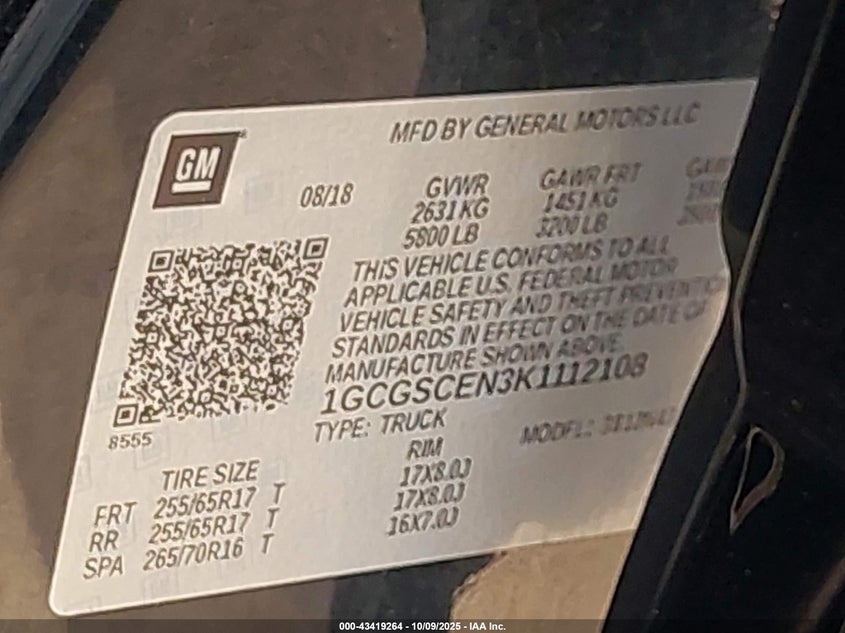 GM
MFD BY GENERAL MOTORS LLC
08/18
GVWR GAWR FRT
2631 KG 1451 KG
5800 LB 3200 LB
THIS VEHICLE CONFORMS TO ALL
APPLICABLE U.S. FEDERAL MOTOR
VEHICLE SAFETY AND THEFT PREVENTION
STANDARDS IN EFFECT ON THE DATE OF
MANUFACTURE SHOWN ABOVE.
1GCGSCEN3K1112108
8555
TYPE: TRUCK MODEL:
TIRE SIZE RIM
FRT 255/65R17 T 17X8.0J
RR 255/65R17 T 17X8.0J
SPA 265/70R16 T 16X7.0J
000-43419264 - 10/09/2025 - IAA Inc.